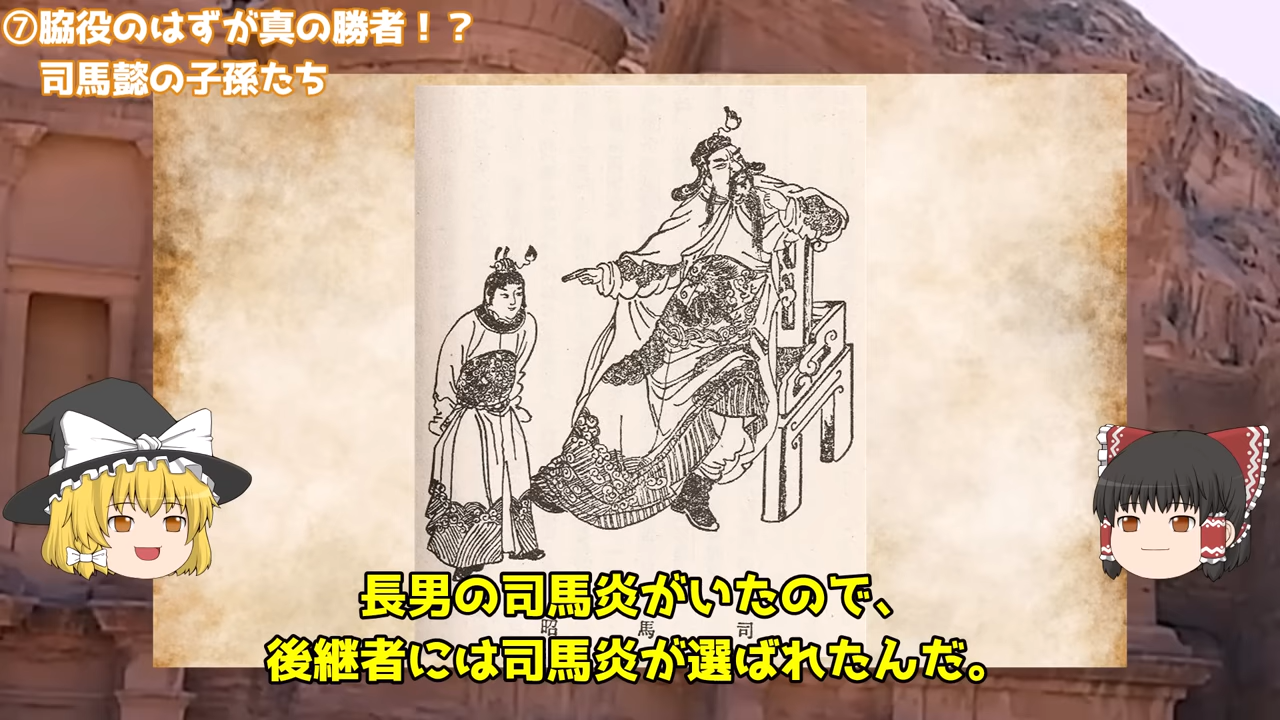 ⑦脇役のはずが真の勝者！？
司馬懿の子孫たち
長男の司馬炎がいたので、
昭 馬 司
後継者には司馬炎が選ばれたんだ。